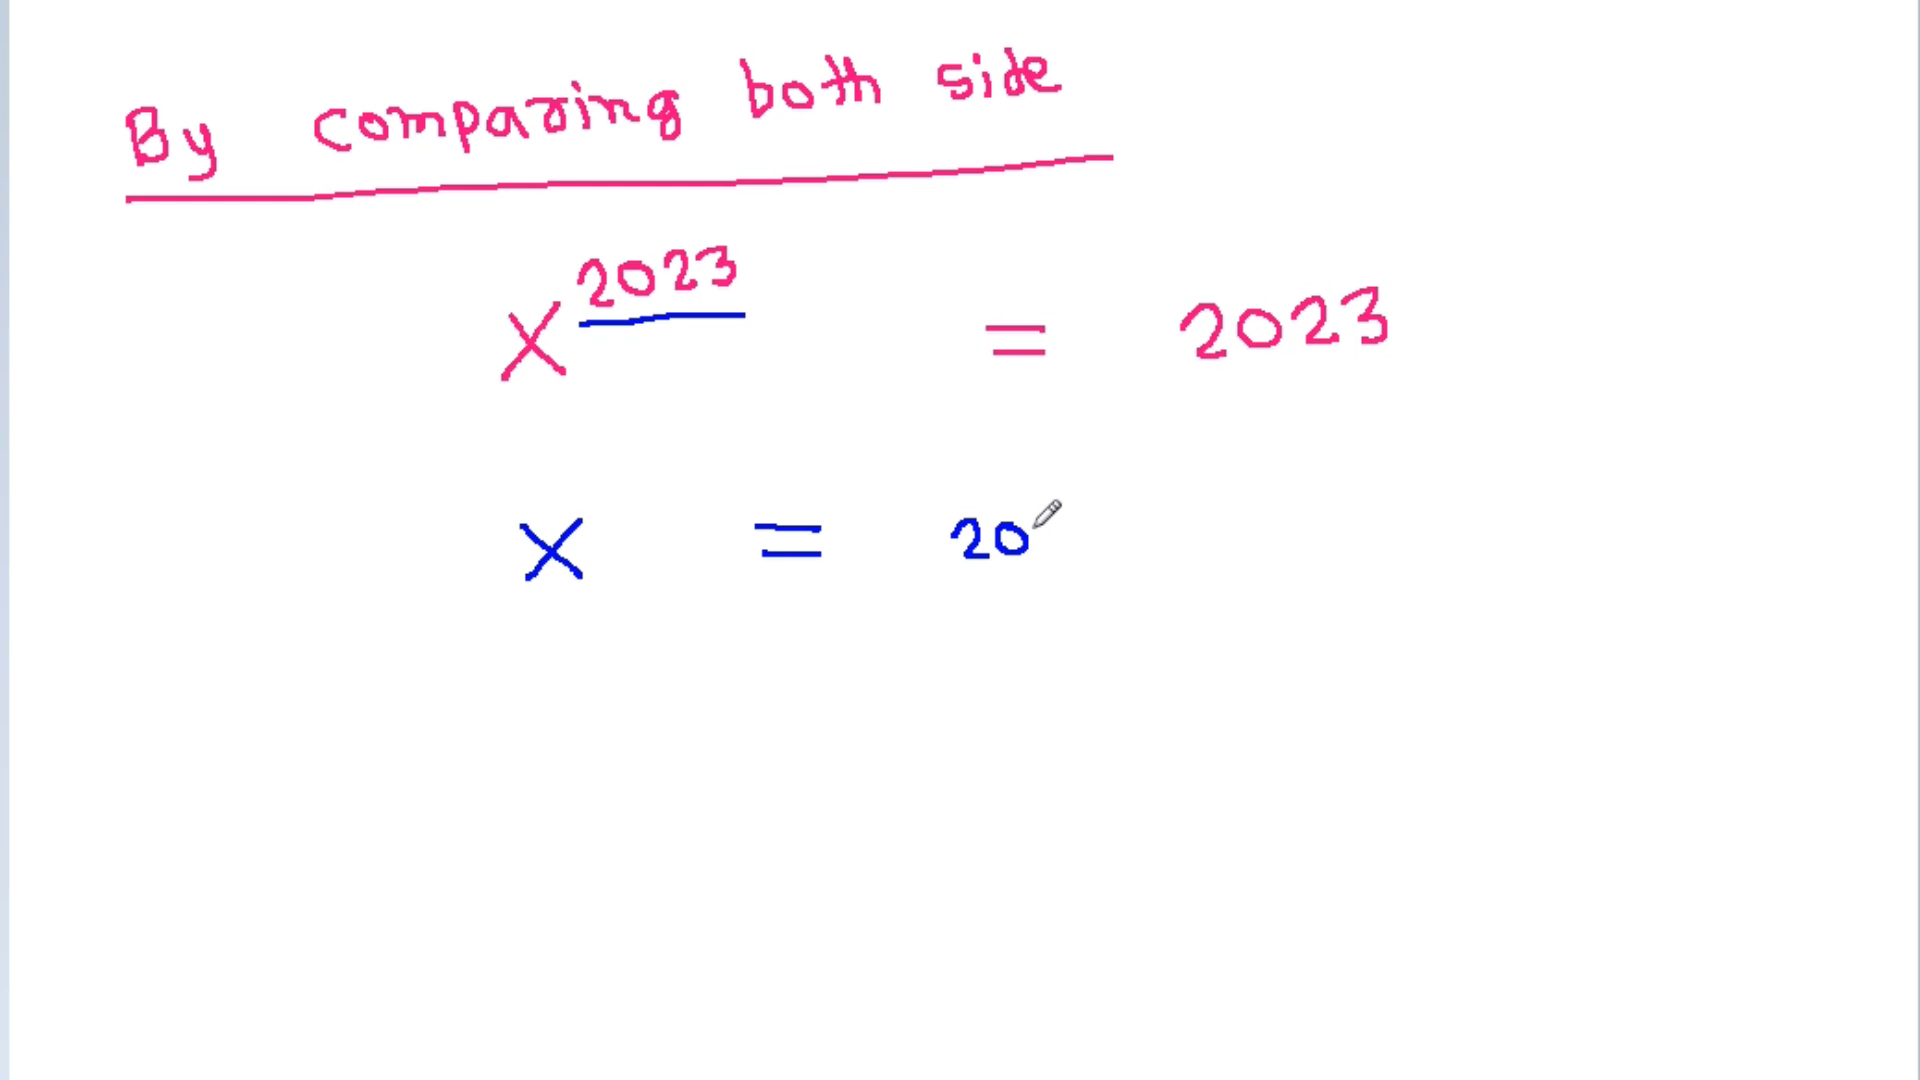 By comparing both side
x^2023 = 2023
x = 20